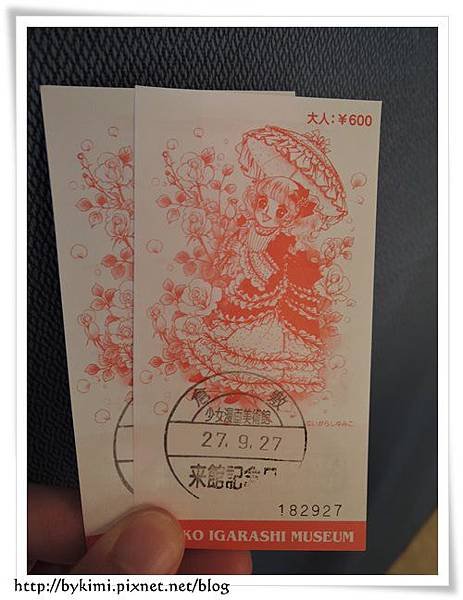 大人:¥600
いがらしゆみこ
倉敷
少女漫画美術館
27.9.27
来館記念
182927
KO IGARASHI MUSEUM
http://bykimi.pixnet.net/blog